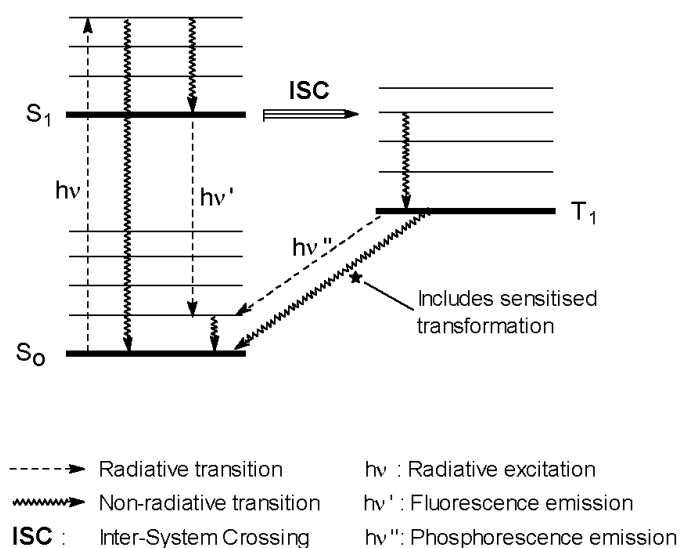 ISC
S1
hν
hν'
T1
hν"
Includes sensitised
transformation
So
Radiative transition
hν : Radiative excitation
Non-radiative transition
hν' : Fluorescence emission
ISC : Inter-System Crossing
hν": Phosphorescence emission